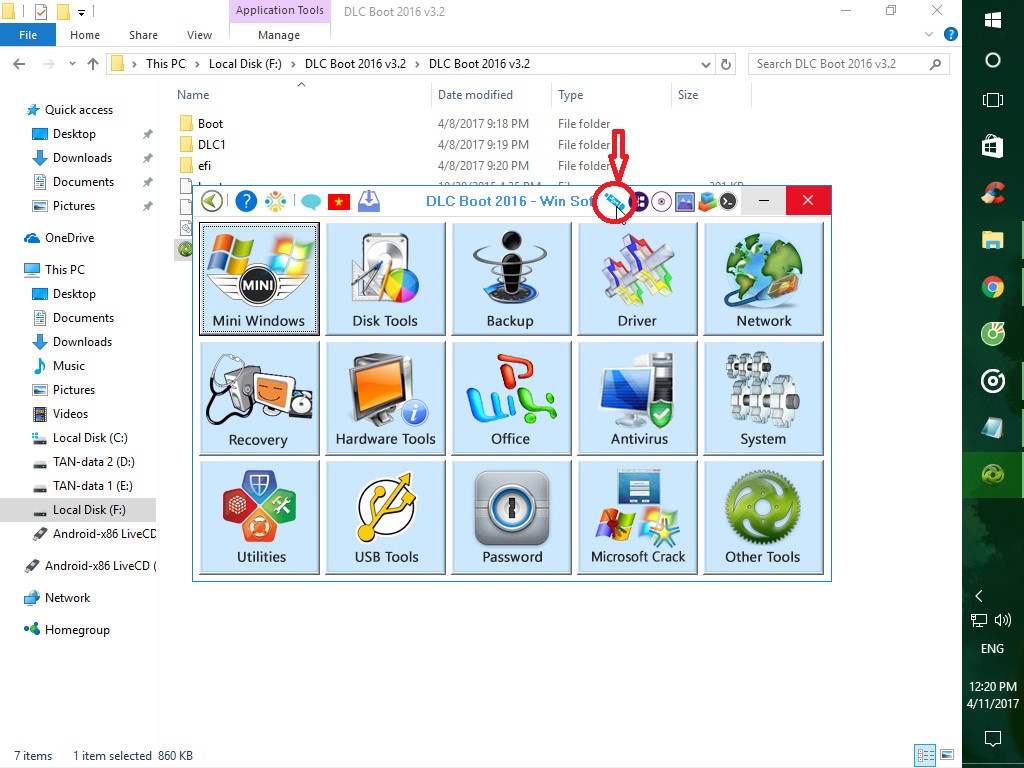 Application Tools DLC Boot 2016 v3.2
File Home Share View Manage
This PC Local Disk (F:) DLC Boot 2016 v3.2 DLC Boot 2016 v3.2 Search DLC Boot 2016 v3.2
Name Date modified Type Size
Boot 4/8/2017 9:18 PM File folder
DLC1 4/8/2017 9:19 PM File folder
efi 4/8/2017 9:20 PM File folder
Quick access
Desktop
Downloads
Documents
Pictures
OneDrive
This PC
Desktop
Documents
Downloads
Music
Pictures
Videos
Local Disk (C:)
TAN-data 2 (D:)
TAN-data 1 (E:)
Local Disk (F:)
Android-x86 LiveCD
Android-x86 LiveCD (
Network
Homegroup
DLC Boot 2016 - Win
MINI
Mini Windows Disk Tools Backup Driver Network
Recovery Hardware Tools Office Antivirus System
Utilities USB Tools Password Microsoft Crack Other Tools
7 items 1 item selected 860 KB
ENG
12:20 PM
4/11/2017